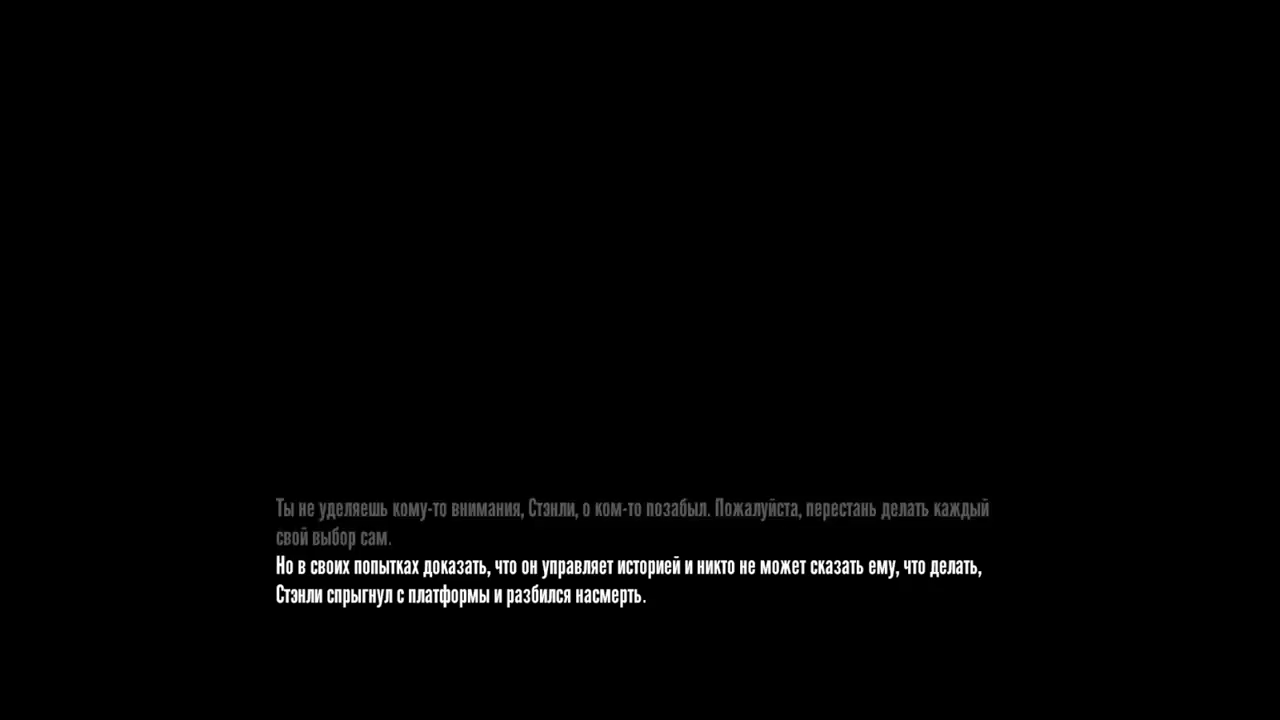 Ты не уделяешь кому-то внимания, Стэнли, о ком-то позабыл. Пожалуйста, перестань делать каждый
свой выбор сам.
Но в своих попытках доказать, что он управляет историей и никто не может сказать ему, что делать,
Стэнли спрыгнул с платформы и разбился насмерть.